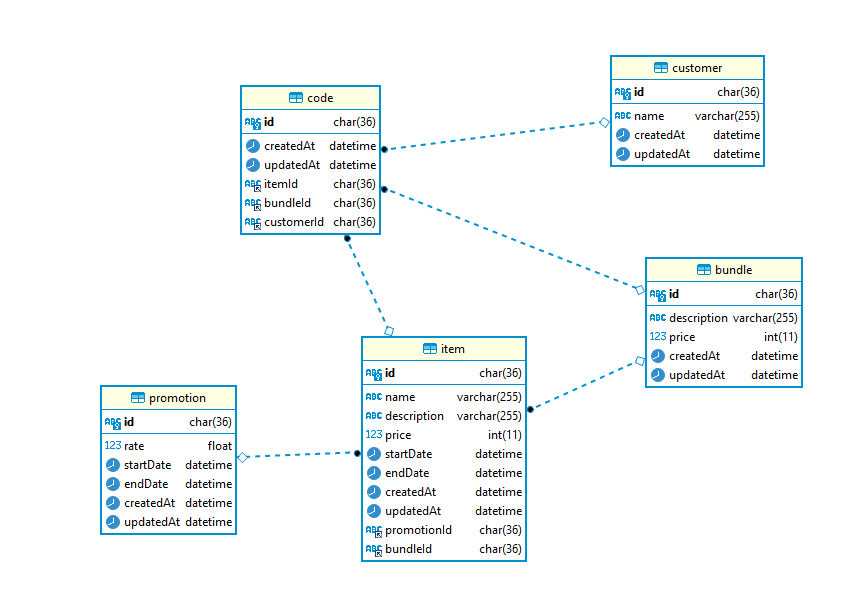 code
id char(36)
createdAt datetime
updatedAt datetime
itemId char(36)
bundleId char(36)
customerId char(36)
customer
id char(36)
name varchar(255)
createdAt datetime
updatedAt datetime
bundle
id char(36)
description varchar(255)
123 price int(11)
createdAt datetime
updatedAt datetime
item
id char(36)
ABC name varchar(255)
ABC description varchar(255)
123 price int(11)
startDate datetime
endDate datetime
createdAt datetime
updatedAt datetime
promotionId char(36)
bundleId char(36)
promotion
id char(36)
123 rate float
startDate datetime
endDate datetime
createdAt datetime
updatedAt datetime